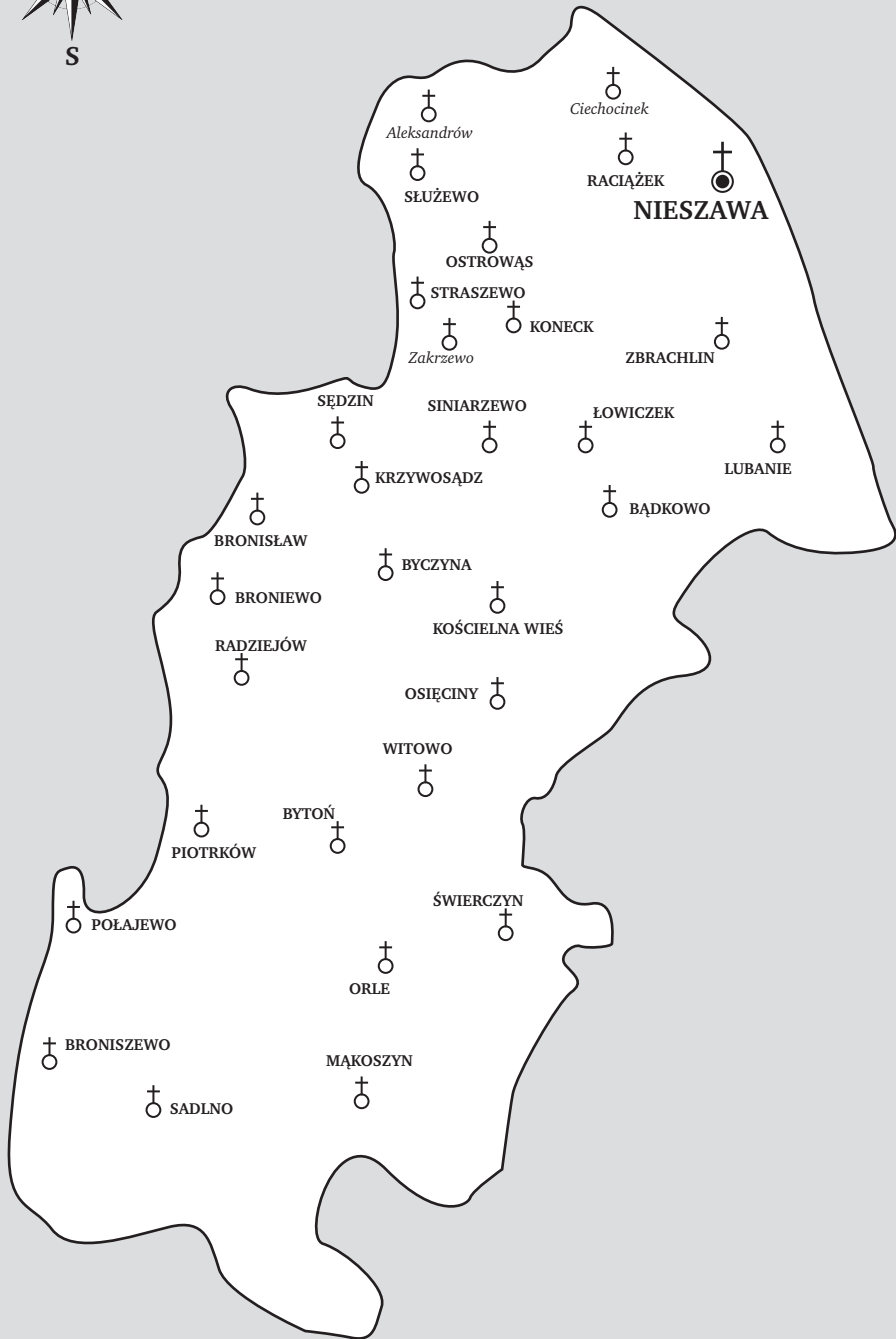 S
Ciechocinek
Aleksandrów
RACIĄŻEK
SŁUŻEWO
NIESZAWA
OSTROWĄS
STRASZEWO
KONECK
Zakrzewo
ZBRACHLIN
SĘDZIN
SINIARZEWO
ŁOWICZEK
LUBANIE
KRZYWOSĄDZ
BĄDKOWO
BRONISŁAW
BYCZYNA
BRONIEWO
KOŚCIELNA WIEŚ
RADZIEJÓW
OSIĘCINY
WITOWO
BYTOŃ
PIOTRKÓW
ŚWIERCZYN
POŁAJEWO
ORLE
BRONISZEWO
MĄKOSZYN
SADLNO